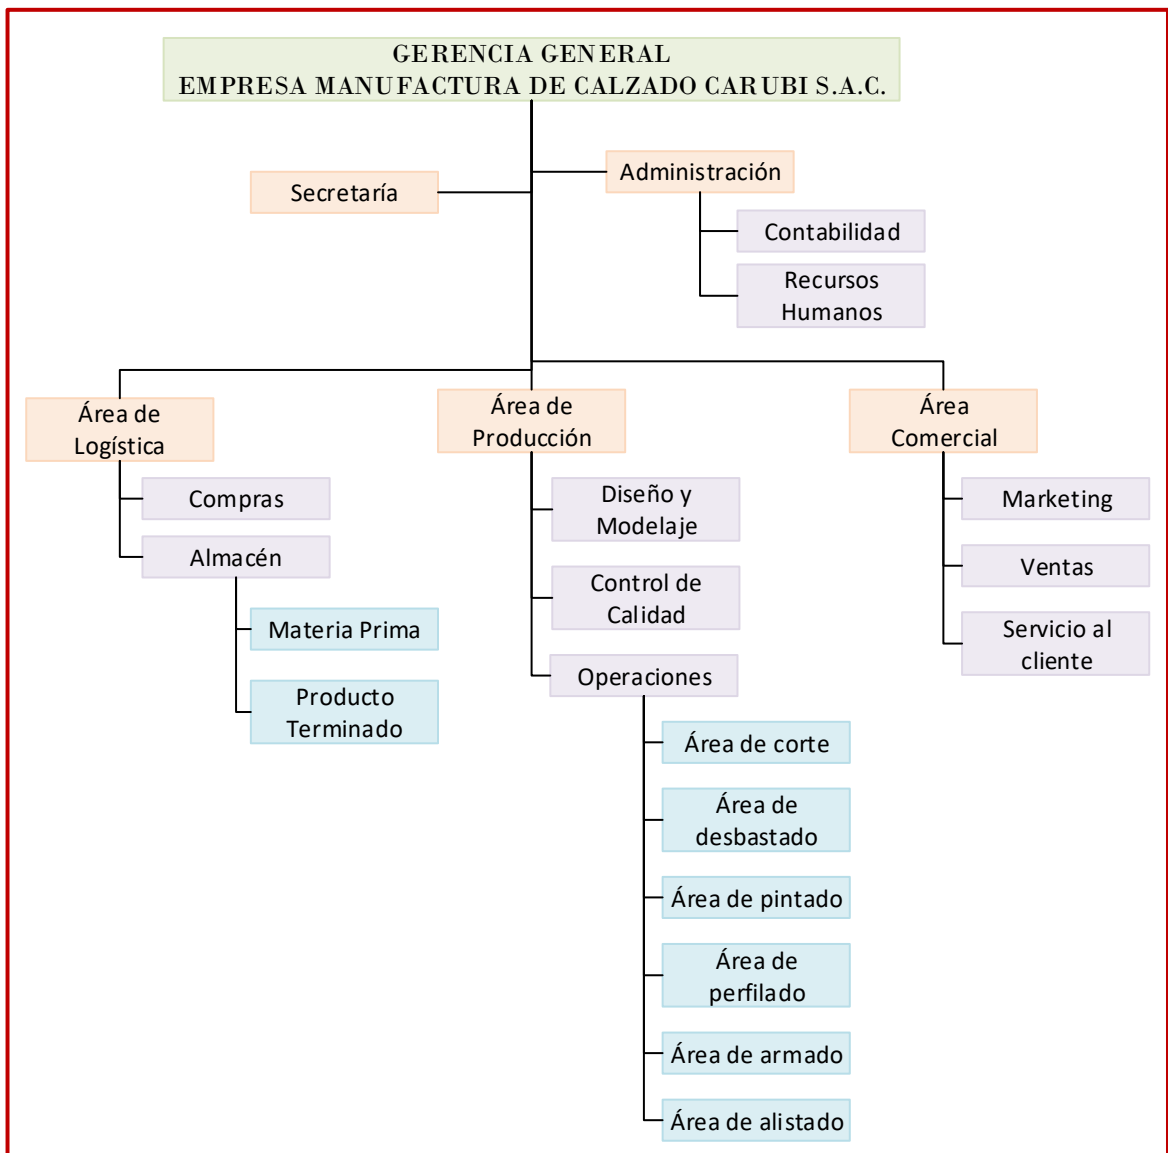 GERENCIA GENERAL
EMPRESA MANUFACTURA DE CALZADO CARUBI S.A.C.
Secretaría
Administración
Contabilidad
Recursos
Humanos
Área de
Logística
Compras
Almacén
Materia Prima
Producto
Terminado
Área de
Producción
Diseño y
Modelaje
Control de
Calidad
Operaciones
Área de corte
Área de
desbastado
Área de pintado
Área de
perfilado
Área de armado
Área de alistado
Área
Comercial
Marketing
Ventas
Servicio al
cliente